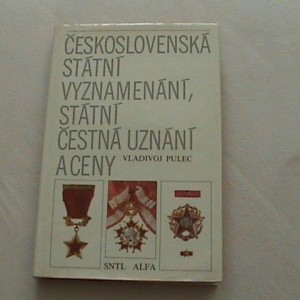 ČESKOSLOVENSKÁ
STÁTNÍ
VYZNAMENÁNÍ,
STÁTNÍ
ČESTNÁ UZNÁNÍ
A CENY VLADIVOJ PULEC
SNTL ALFA